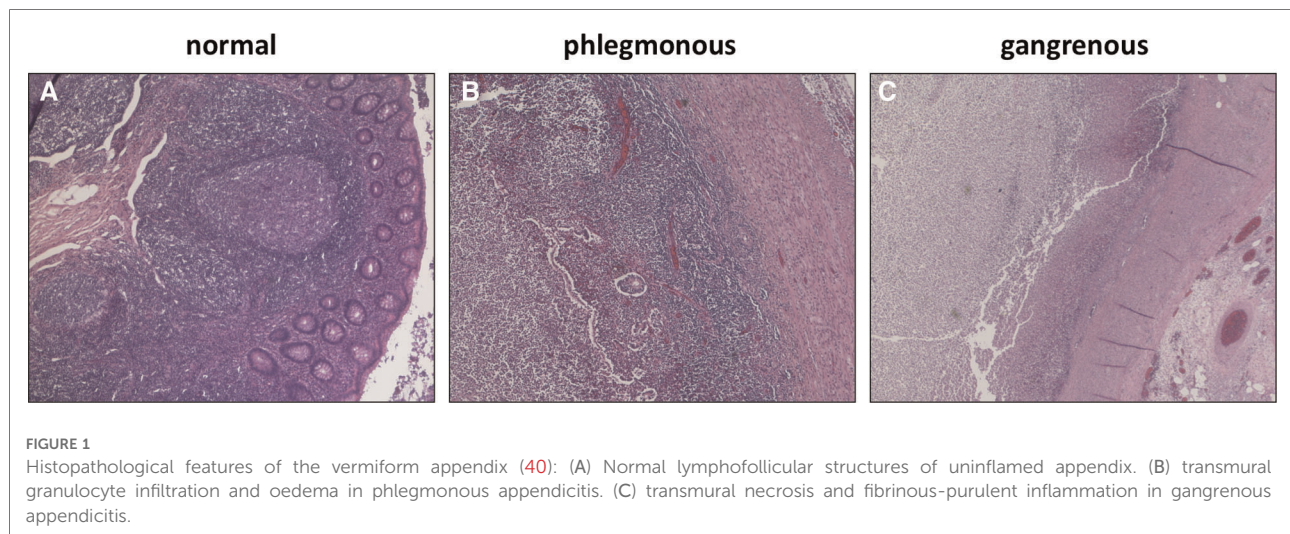 normal
phlegmonous
gangrenous
A
B
C
FIGURE 1
Histopathological features of the vermiform appendix (40): (A) Normal lymphofollicular structures of uninflamed appendix. (B) transmural
granulocyte infiltration and oedema in phlegmonous appendicitis. (C) transmural necrosis and fibrinous-purulent inflammation in gangrenous
appendicitis.